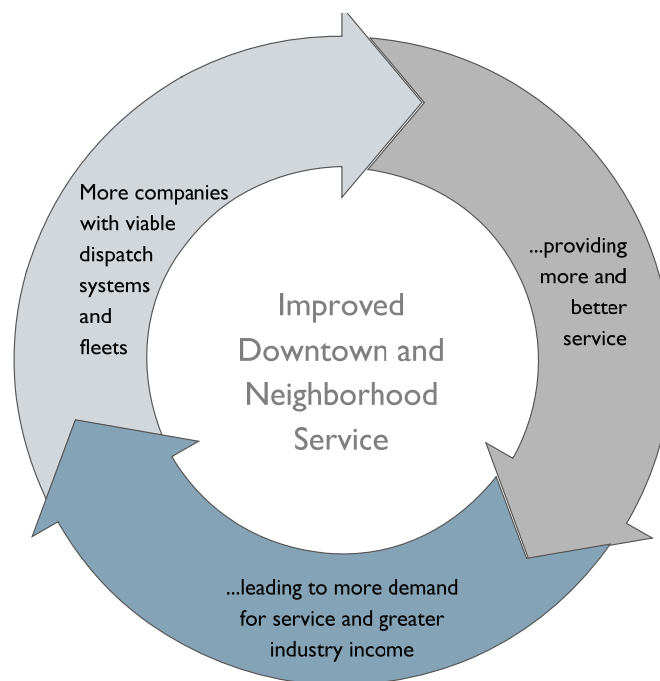 More companies
with viable
dispatch
systems
and
fleets
...providing
more and
better
service
...leading to more demand
for service and greater
industry income
Improved
Downtown and
Neighborhood
Service